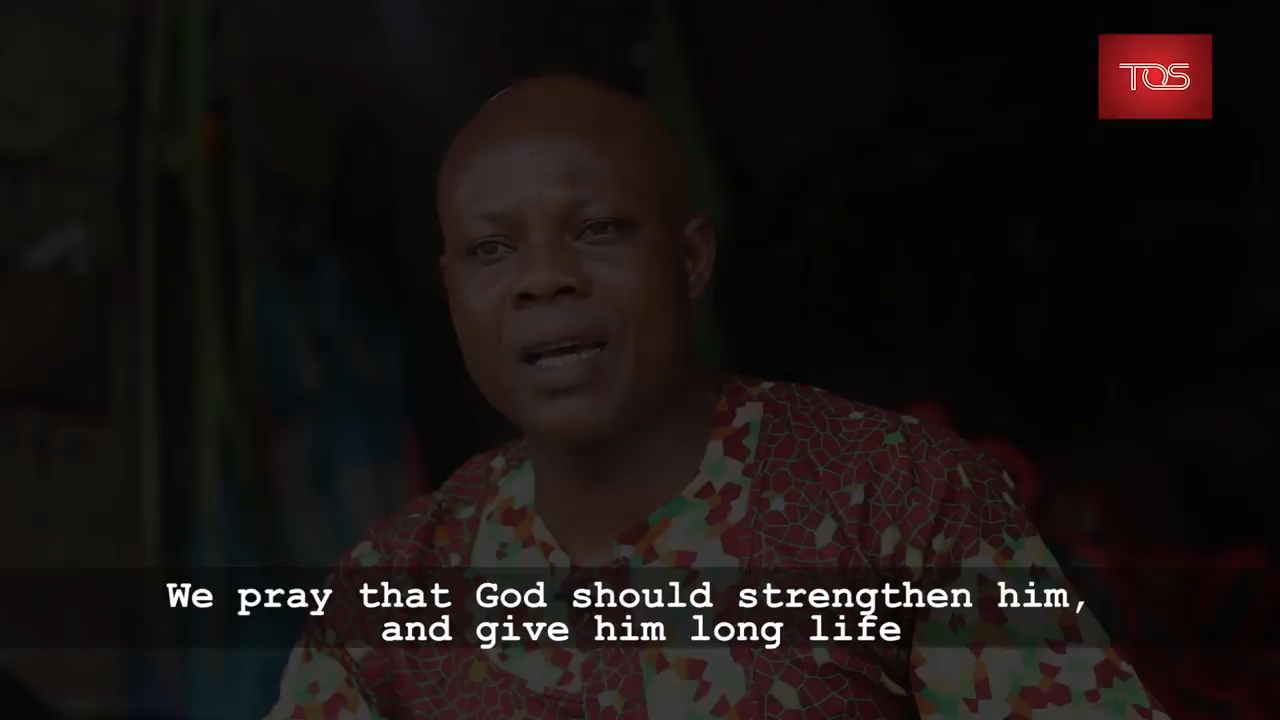 TOS
We pray that God should strengthen him,
and give him long life